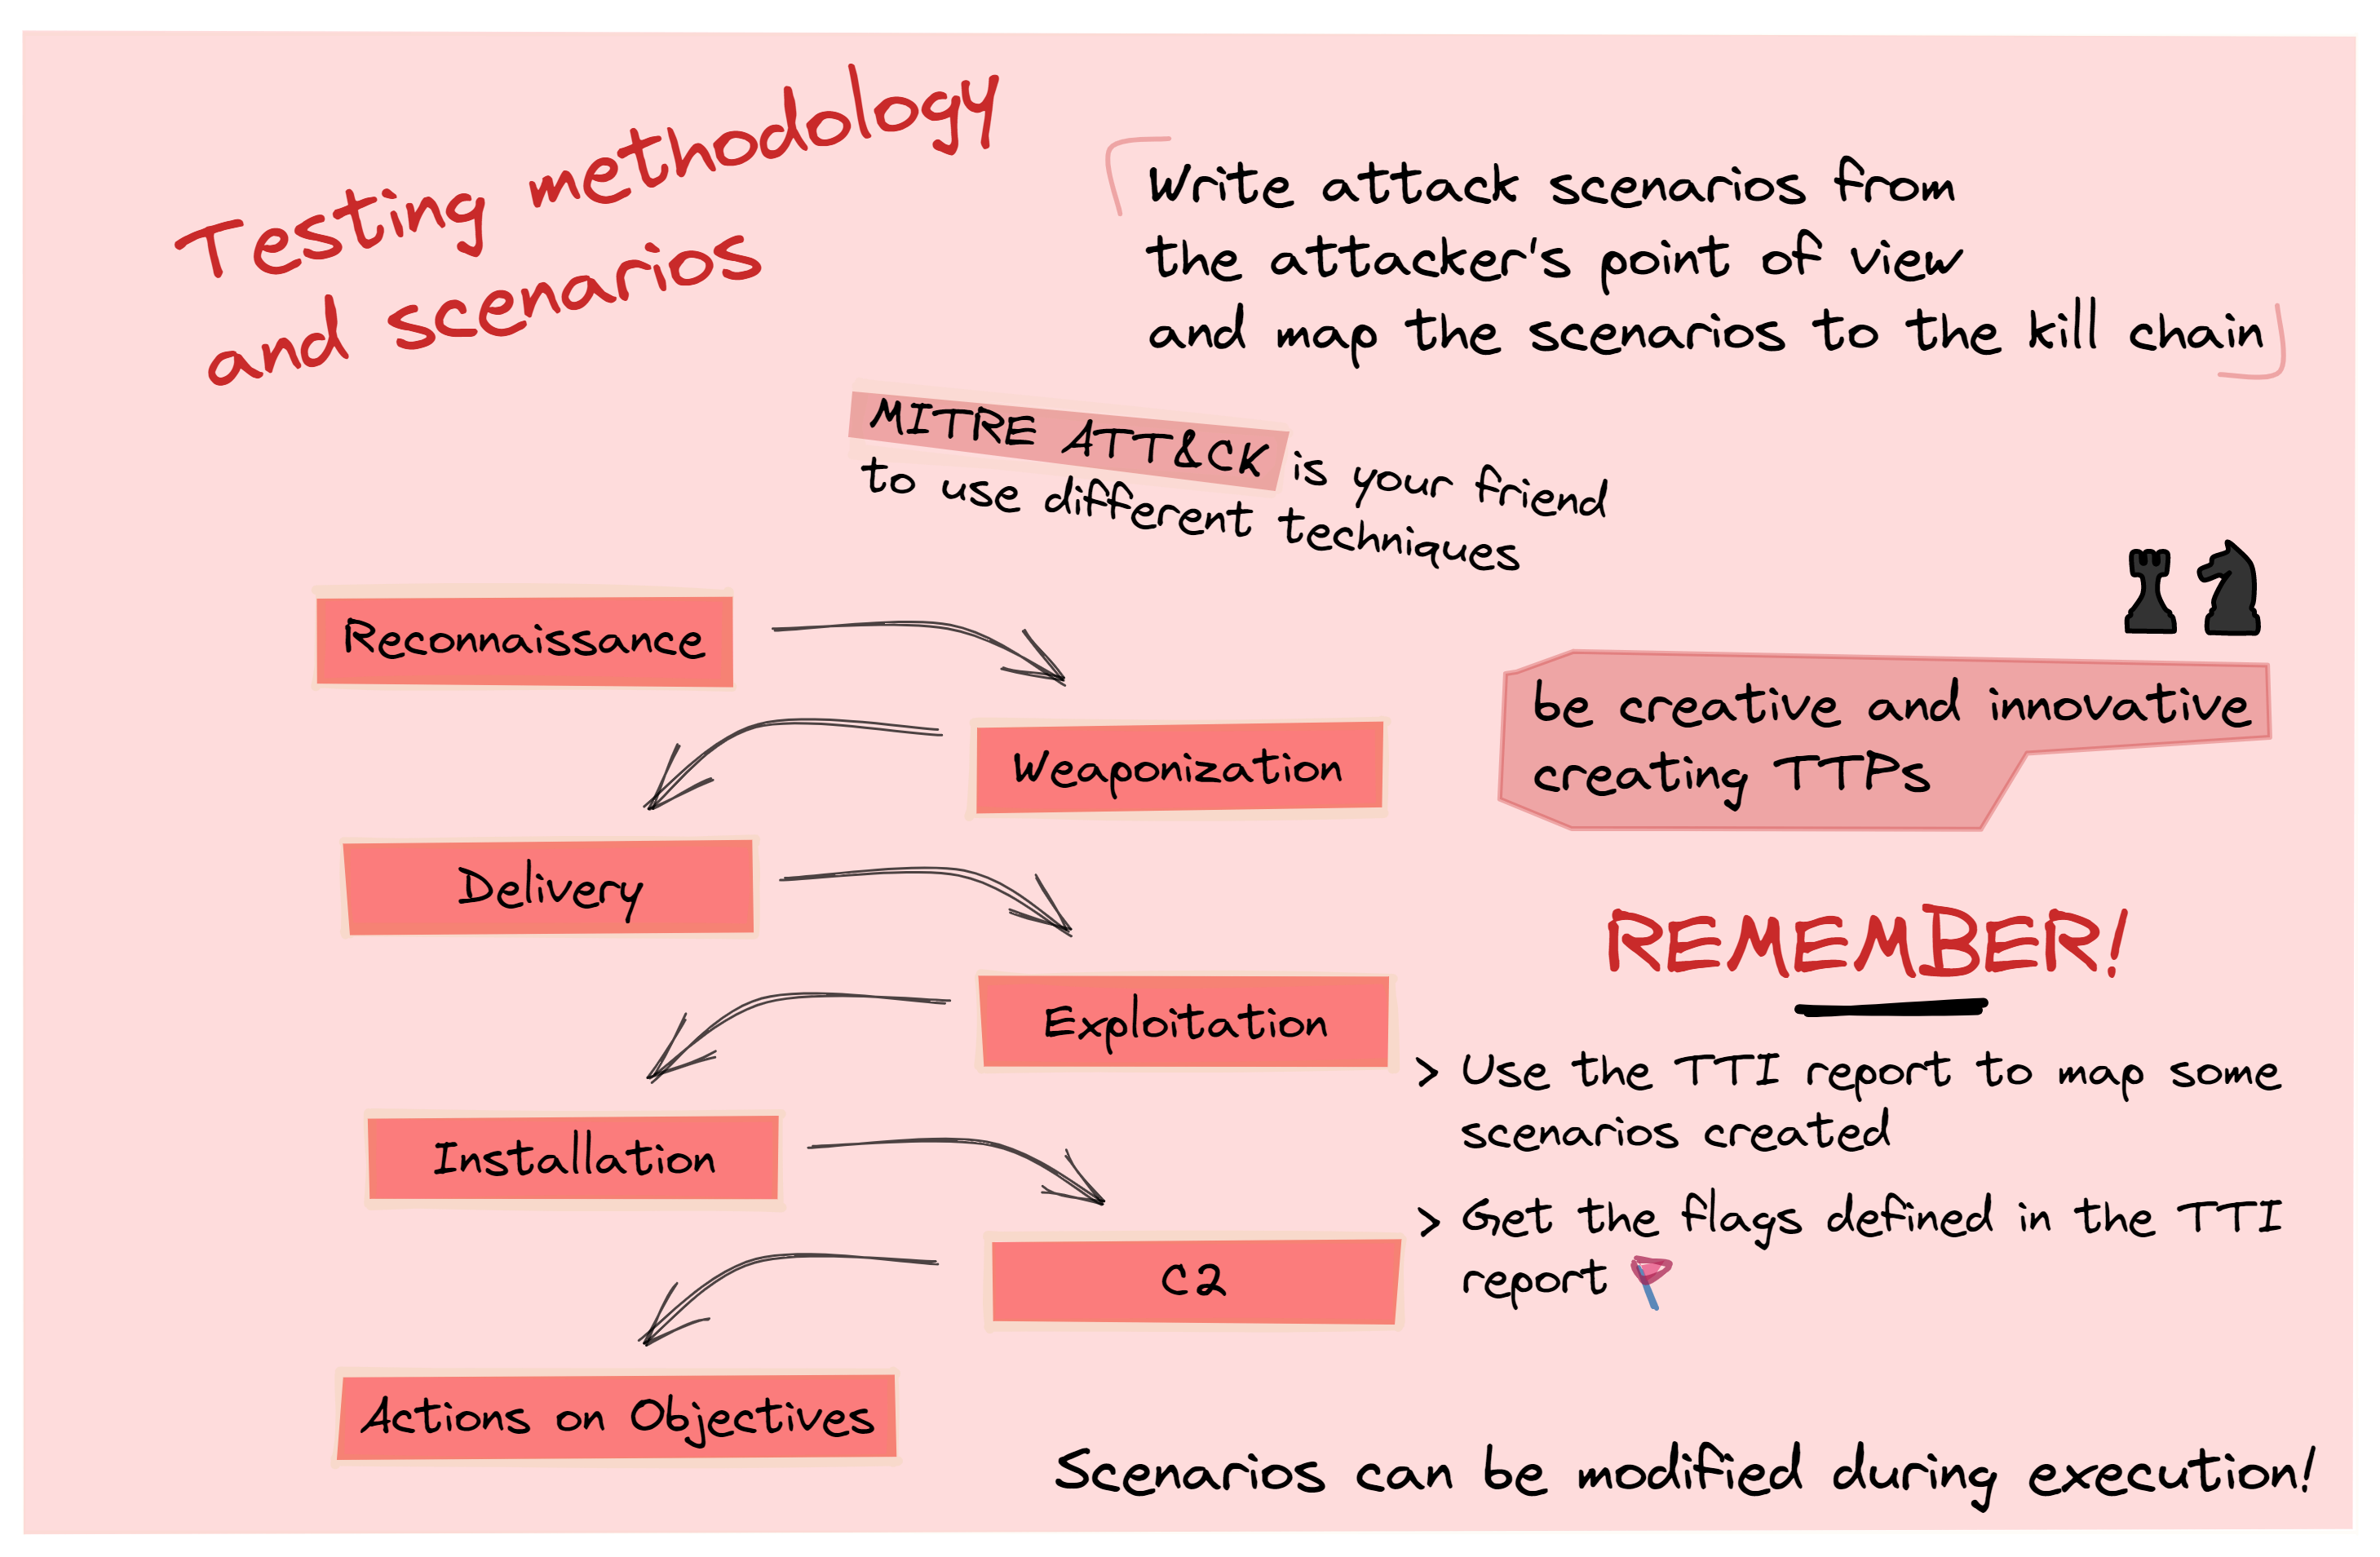 Testing methodology
and scenarios
Write attack scenarios from
the attacker's point of view
and map the scenarios to the kill chain
MITRE ATT&CK is your friend
to use different techniques
Reconnaissance
Weaponization
Delivery
Exploitation
Installation
C2
Actions on Objectives
be creative and innovative
creating TTPs
REMEMBER!
> Use the TTI report to map some
scenarios created
> Get the flags defined in the TTI
report
Scenarios can be modified during execution!